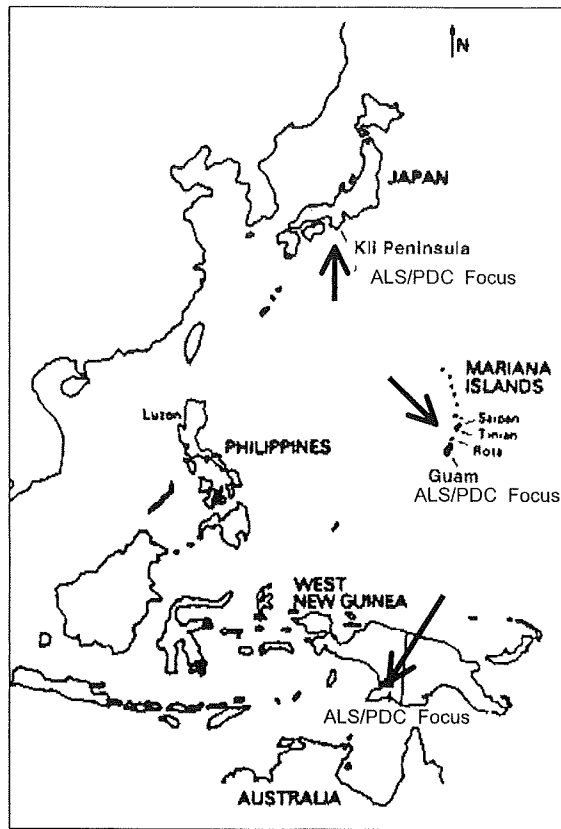 N
JAPAN
Kii Peninsula
ALS/PDC Focus
MARIANA
ISLANDS
Saipan
Tinian
Rota
Guam
ALS/PDC Focus
Luzon
PHILIPPINES
WEST
NEW GUINEA
ALS/PDC Focus
AUSTRALIA